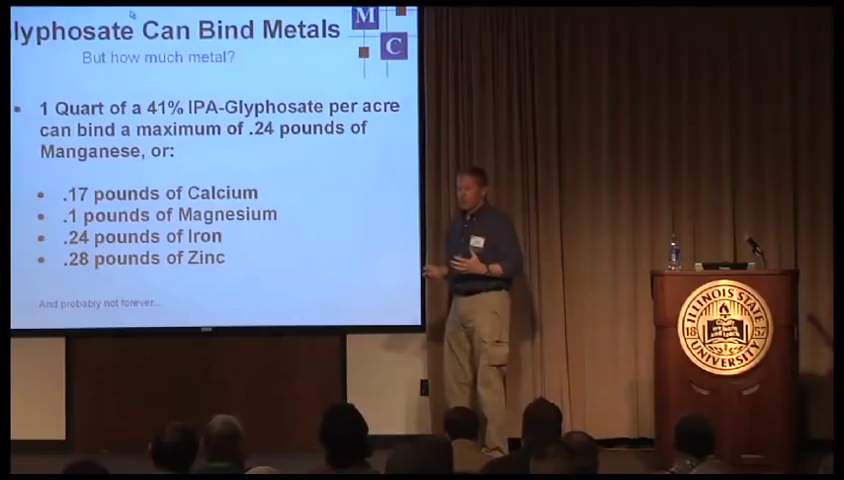 lyphosate Can Bind Metals
But how much metal?
M
C
1 Quart of a 41% IPA-Glyphosate per acre
can bind a maximum of .24 pounds of
Manganese, or:
.17 pounds of Calcium
.1 pounds of Magnesium
.24 pounds of Iron
.28 pounds of Zinc
And probably not forever...
ILLINOIS STATE
18 57
UNIVERSITY